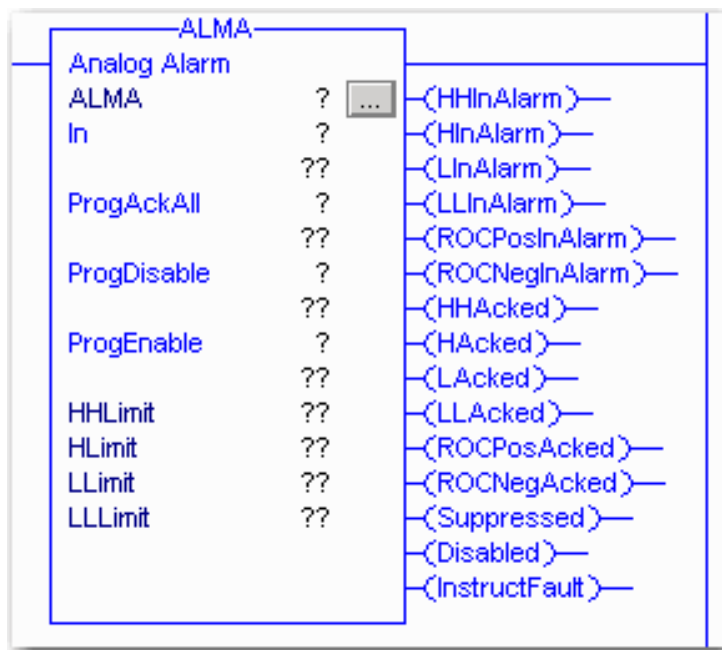 ALMA
Analog Alarm
ALMA ? ... (HHInAlarm)
In ? (HInAlarm)
?? (LInAlarm)
ProgAckAll ? (LLInAlarm)
?? (ROCPosInAlarm)
ProgDisable ? (ROCNegInAlarm)
?? (HHAcked)
ProgEnable ? (HAcked)
?? (LAcked)
HHLimit ?? (LLAcked)
HLimit ?? (ROCPosAcked)
LLimit ?? (ROCNegAcked)
LLLimit ?? (Suppressed)
(Disabled)
(InstructFault)